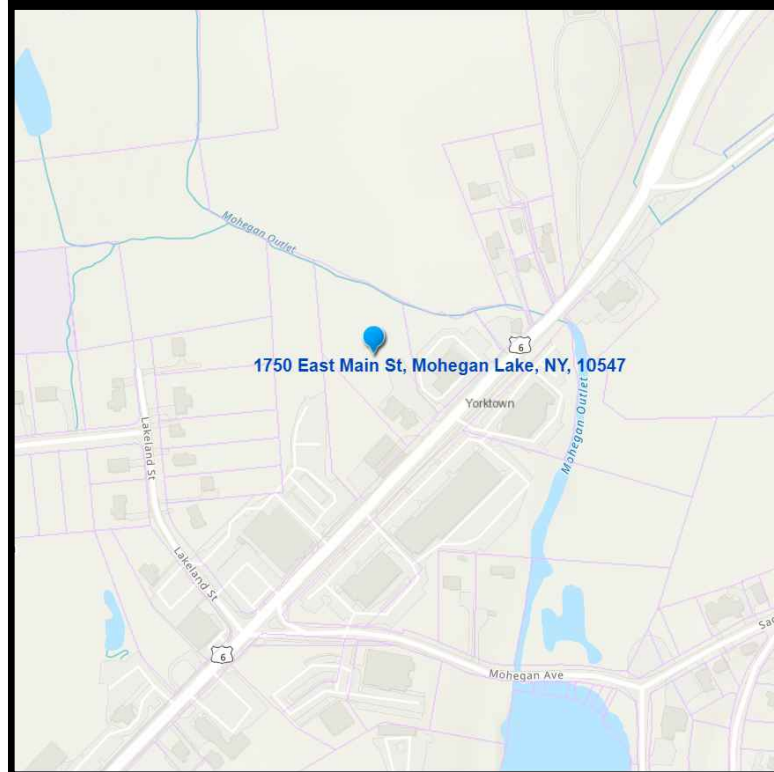 Mohegan Outlet
6
1750 East Main St, Mohegan Lake, NY, 10547
Yorktown
Mohegan Outlet
Lakeland St
Lakeland St
6
Mohegan Ave